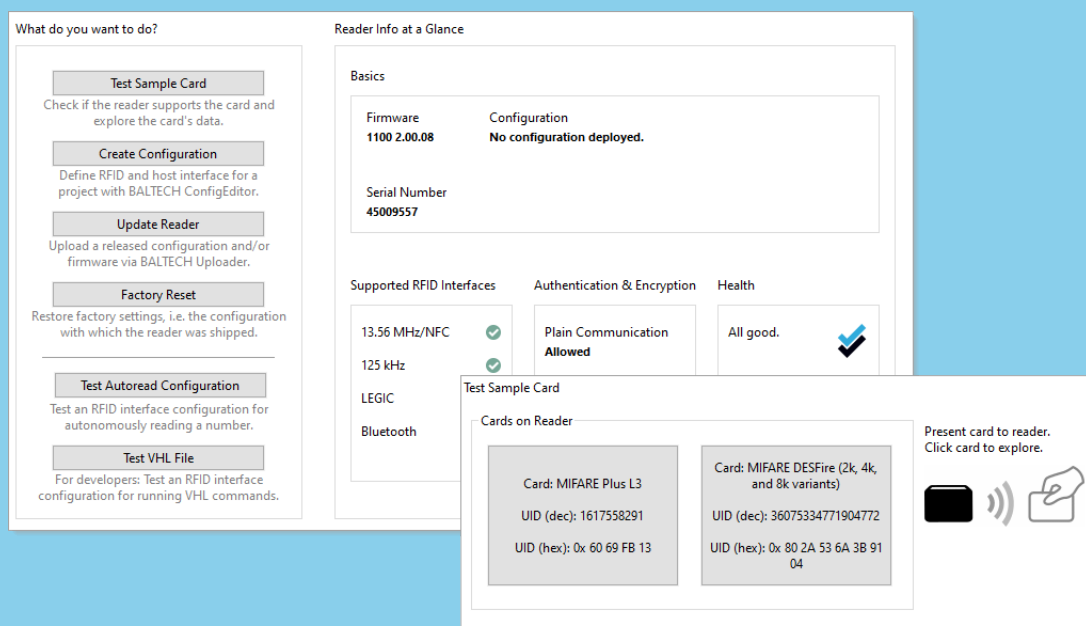 What do you want to do?
Test Sample Card
Check if the reader supports the card and
explore the card's data.
Create Configuration
Define RFID and host interface for a
project with BALTECH ConfigEditor.
Update Reader
Upload a released configuration and/or
firmware via BALTECH Uploader.
Factory Reset
Restore factory settings, i.e. the configuration
with which the reader was shipped.
Test Autoread Configuration
Test an RFID interface configuration for
autonomously reading a number.
Test VHL File
For developers: Test an RFID interface
configuration for running VHL commands.
Reader Info at a Glance
Basics
Firmware
1100 2.00.08
Configuration
No configuration deployed.
Serial Number
45009557
Supported RFID Interfaces
13.56 MHz/NFC
125 kHz
LEGIC
Bluetooth
Authentication & Encryption
Plain Communication
Allowed
Health
All good.
Test Sample Card
Cards on Reader
Card: MIFARE Plus L3
UID (dec): 1617558291
UID (hex): 0x 60 69 FB 13
Card: MIFARE DESFire (2k, 4k,
and 8k variants)
UID (dec): 36075334771904772
UID (hex): 0x 80 2A 53 6A 3B 91
04
Present card to reader.
Click card to explore.